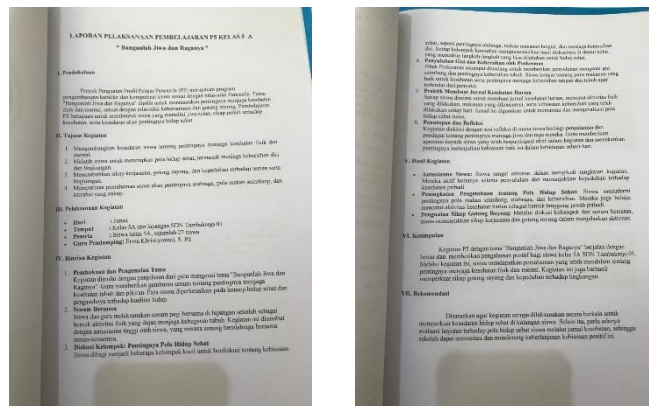 LAPORAN PELAKSANAAN PEMBELAJARAN P5 KELAS 5 A
" Bangunlah Jiwa dan Raganya "
I. Pendahuluan
Proyek Penguatan Profil Pelajar Pancasila (P5) merupakan program
pengembangan karakter dan kompetensi siswa sesuai dengan nilai-nilai Pancasila. Tema
"Bangunlah Jiwa dan Raganya" dipilih untuk menanamkan pentingnya menjaga kesehatan
fisik dan mental, sesuai dengan nilai-nilai kebersamaan dan gotong royong. Pembelajaran
P5 bertujuan untuk membentuk siswa yang memiliki jiwa sehat, sikap peduli terhadap
kesehatan, serta kesadaran akan pentingnya hidup sehat
II. Tujuan Kegiatan
1. Mengembangkan kesadaran siswa tentang pentingnya menjaga kesehatan fisik dan
mental
2. Melatih siswa untuk menerapkan pola hidup sehat, termasuk menjaga kebersihan diri
dan lingkungan.
3. Menumbuhkan sikap kerjasama, gotong royong, dan kepedulian terhadap teman serta
lingkungan.
4. Memperkuat pemahaman siswa akan pentingnya olahraga, pola makan seimbang, dan
istirahat yang cukup.
III. Pelaksanaan Kegiatan
• Hari : Jumat
• Tempat : Kelas 5A dan lapangan SDN Tambakrejo 01
• Peserta : Siswa kelas 5A, sejumlah 27 siswa
• Guru Pendamping: Erna Khrisiyowati, S. Pd
IV. Rincian Kegiatan
1. Pembukaan dan Pengenalan Tema
Kegiatan dimulai dengan penjelasan dari guru mengenai tema "Bangunlah Jiwa dan
Raganya". Guru memberikan gambaran umum tentang pentingnya menjaga
kesehatan tubuh dan pikiran. Para siswa diperkenalkan pada konsep hidup sehat dan
pengaruhnya terhadap kualitas hidup.
2. Senam Bersama
Siswa dan guru melaksanakan senam pagi bersama di lapangan sekolah sebagai
bentuk aktivitas fisik yang dapat menjaga kebugaran tubuh. Kegiatan ini disambut
dengan antusiasme tinggi oleh siswa, yang merasa senang berolahraga bersama
teman-temannya.
3. Diskusi Kelompok: Pentingnya Pola Hidup Sehat
Siswa dibagi menjadi beberapa kelompok kecil untuk berdiskusi tentang kebiasaan
sehat, seperti pentingnya olahraga, makan makanan bergizi, dan menjaga kebersihan
diri. Setiap kelompok kemudian mempresentasikan hasil diskusinya di depan kelas,
yang mencakup langkah-langkah yang bisa dilakukan untuk hidup sehat.
4. Penyuluhan Gizi dan Kebersihan oleh Puskesmas
Pihak Puskesmas setempat diundang untuk memberikan penyuluhan mengenai gizi
seimbang dan pentingnya kebersihan tubuh. Siswa belajar tentang jenis makanan yang
baik untuk kesehatan serta pentingnya menjaga kebersihan tangan dan tubuh agar
terhindar dari penyakit.
5. Praktik Membuat Jurnal Kesehatan Harian
Setiap siswa diminta untuk membuat jurnal kesehatan harian, mencatat aktivitas fisik
yang dilakukan, makanan yang dikonsumsi, serta kebiasaan kebersihan yang telah
dilakukan setiap hari. Jurnal ini digunakan untuk memantau dan mengevaluasi pola
hidup sehat siswa.
6. Penutupan dan Refleksi
Kegiatan diakhiri dengan sesi refleksi di mana siswa berbagi pengalaman dan
pendapat tentang pentingnya menjaga jiwa dan raga mereka. Guru memberikan
apresiasi kepada siswa yang telah berpartisipasi aktif dalam kegiatan dan menekankan
pentingnya melanjutkan kebiasaan baik ini dalam kehidupan sehari-hari.
V. Hasil Kegiatan
• Antusiasme Siswa: Siswa sangat antusias dalam mengikuti rangkaian kegiatan.
Mereka aktif bertanya selama penyuluhan dan menunjukkan kepedulian terhadap
kesehatan pribadi
• Peningkatan Pengetahuan tentang Pola Hidup Sehat: Siswa memahami
pentingnya pola makan seimbang, olahraga, dan kebersihan. Mereka juga belajar
mencatat aktivitas kesehatan harian sebagai bentuk tanggung jawab pribadi.
• Penguatan Sikap Gotong Royong: Melalui diskusi kelompok dan senam bersama,
siswa menunjukkan sikap kerjasama dan gotong royong dalam menjalankan aktivitas
VI. Kesimpulan
Kegiatan P5 dengan tema "Bangunlah Jiwa dan Raganya" berjalan dengan
lancar dan memberikan pengalaman positif bagi siswa kelas 5A SDN Tambakrejo 01.
Melalui kegiatan ini, siswa mendapatkan pemahaman yang lebih mendalam tentang
pentingnya menjaga kesehatan fisik dan mental. Kegiatan ini juga berhasil
memperkuat sikap gotong royong dan kepedulian terhadap lingkungan.
VII. Rekomendasi
Disarankan agar kegiatan serupa dilaksanakan secara berkala untuk
memperkuat kesadaran hidup sehat di kalangan siswa. Selain itu, perlu adanya
evaluasi lanjutan terhadap pola hidup sehat siswa melalui jurnal kesehatan, sehingga
sekolah dapat memantau dan mendorong keberlanjutan kebiasaan positif ini.